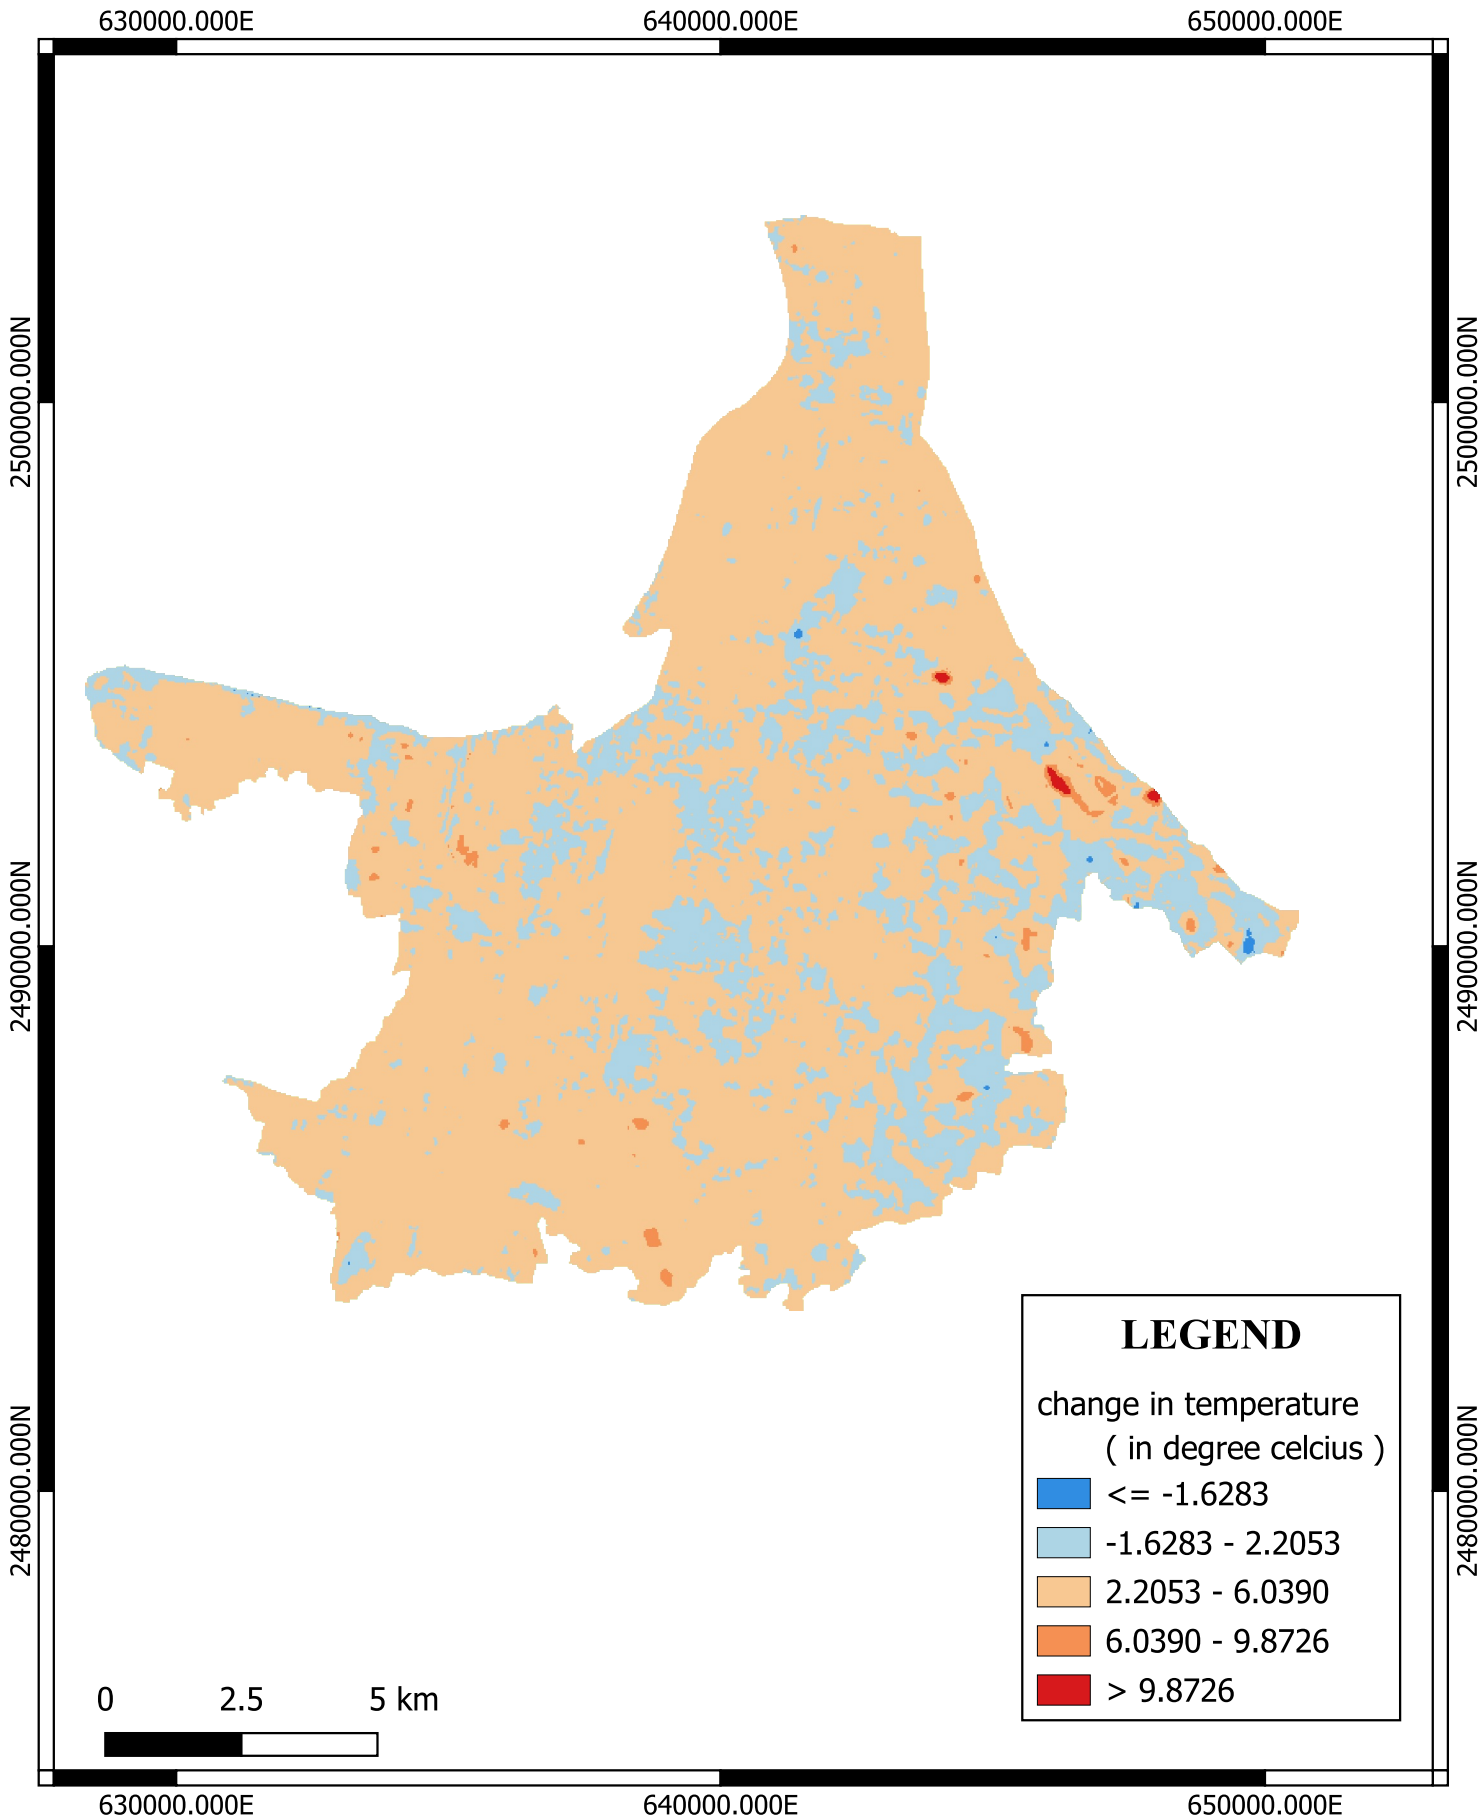 630000.000E 640000.000E 650000.000E
2500000.000N 2500000.000N
2490000.000N 2490000.000N
2480000.000N 2480000.000N
LEGEND
change in temperature
( in degree celcius )
<= -1.6283
-1.6283 - 2.2053
2.2053 - 6.0390
6.0390 - 9.8726
> 9.8726
0 2.5 5 km
630000.000E 640000.000E 650000.000E